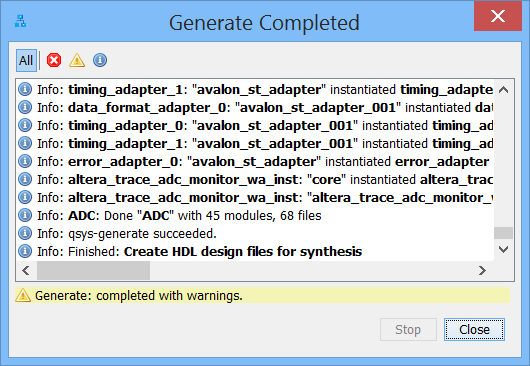 Generate Completed
All
Info: timing_adapter_1: "avalon_st_adapter" instantiated timing_adapte
Info: data_format_adapter_0: "avalon_st_adapter_001" instantiated dat
Info: timing_adapter_0: "avalon_st_adapter_001" instantiated timing_ad
Info: timing_adapter_1: "avalon_st_adapter_001" instantiated timing_ad
Info: error_adapter_0: "avalon_st_adapter" instantiated error_adapter
Info: altera_trace_adc_monitor_wa_inst: "core" instantiated altera_trac
Info: altera_trace_adc_monitor_wa_inst: "altera_trace_adc_monitor_w
Info: ADC: Done "ADC" with 45 modules, 68 files
Info: qsys-generate succeeded.
Info: Finished: Create HDL design files for synthesis
Generate: completed with warnings.
Stop
Close